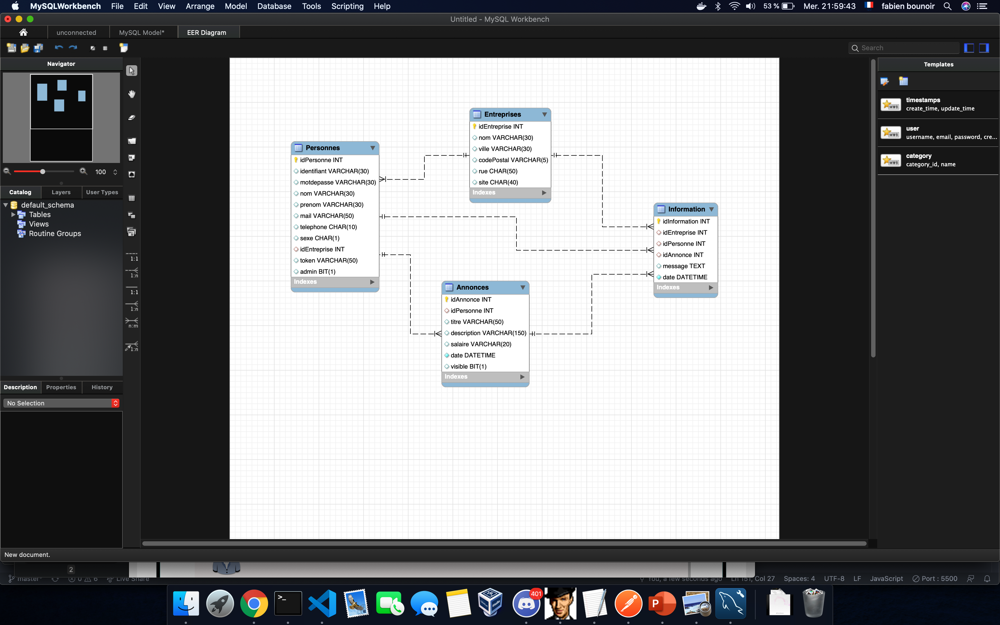 MySQLWorkbench File Edit View Arrange Model Database Tools Scripting Help 53 % Mer. 21:59:43 fabien bounoir
Untitled - MySQL Workbench
unconnected MySQL Model* EER Diagram
Search
Navigator
100
Catalog Layers User Types
default_schema
Tables
Views
Routine Groups
Description Properties History
No Selection
1:1
1:n
1:1
1:n
n:m
1:n
Entreprises
idEntreprise INT
nom VARCHAR(30)
ville VARCHAR(30)
codePostal VARCHAR(5)
rue CHAR(50)
site CHAR(40)
Indexes
Personnes
idPersonne INT
identifiant VARCHAR(30)
motdepasse VARCHAR(30)
nom VARCHAR(30)
prenom VARCHAR(30)
mail VARCHAR(50)
telephone CHAR(10)
sexe CHAR(1)
idEntreprise INT
token VARCHAR(50)
admin BIT(1)
Indexes
Information
idInformation INT
idEntreprise INT
idPersonne INT
idAnnonce INT
message TEXT
date DATETIME
Indexes
Annonces
idAnnonce INT
idPersonne INT
titre VARCHAR(50)
description VARCHAR(150)
salaire VARCHAR(20)
date DATETIME
visible BIT(1)
Indexes
Templates
MWB timestamps
create_time, update_time
MWB user
username, email, password, cre...
MWB category
category_id, name
New document.
2
master* 0 6 Live Share You, a few seconds ago Ln 151, Col 27 Spaces: 4 UTF-8 LF JavaScript Port : 5500
401
P